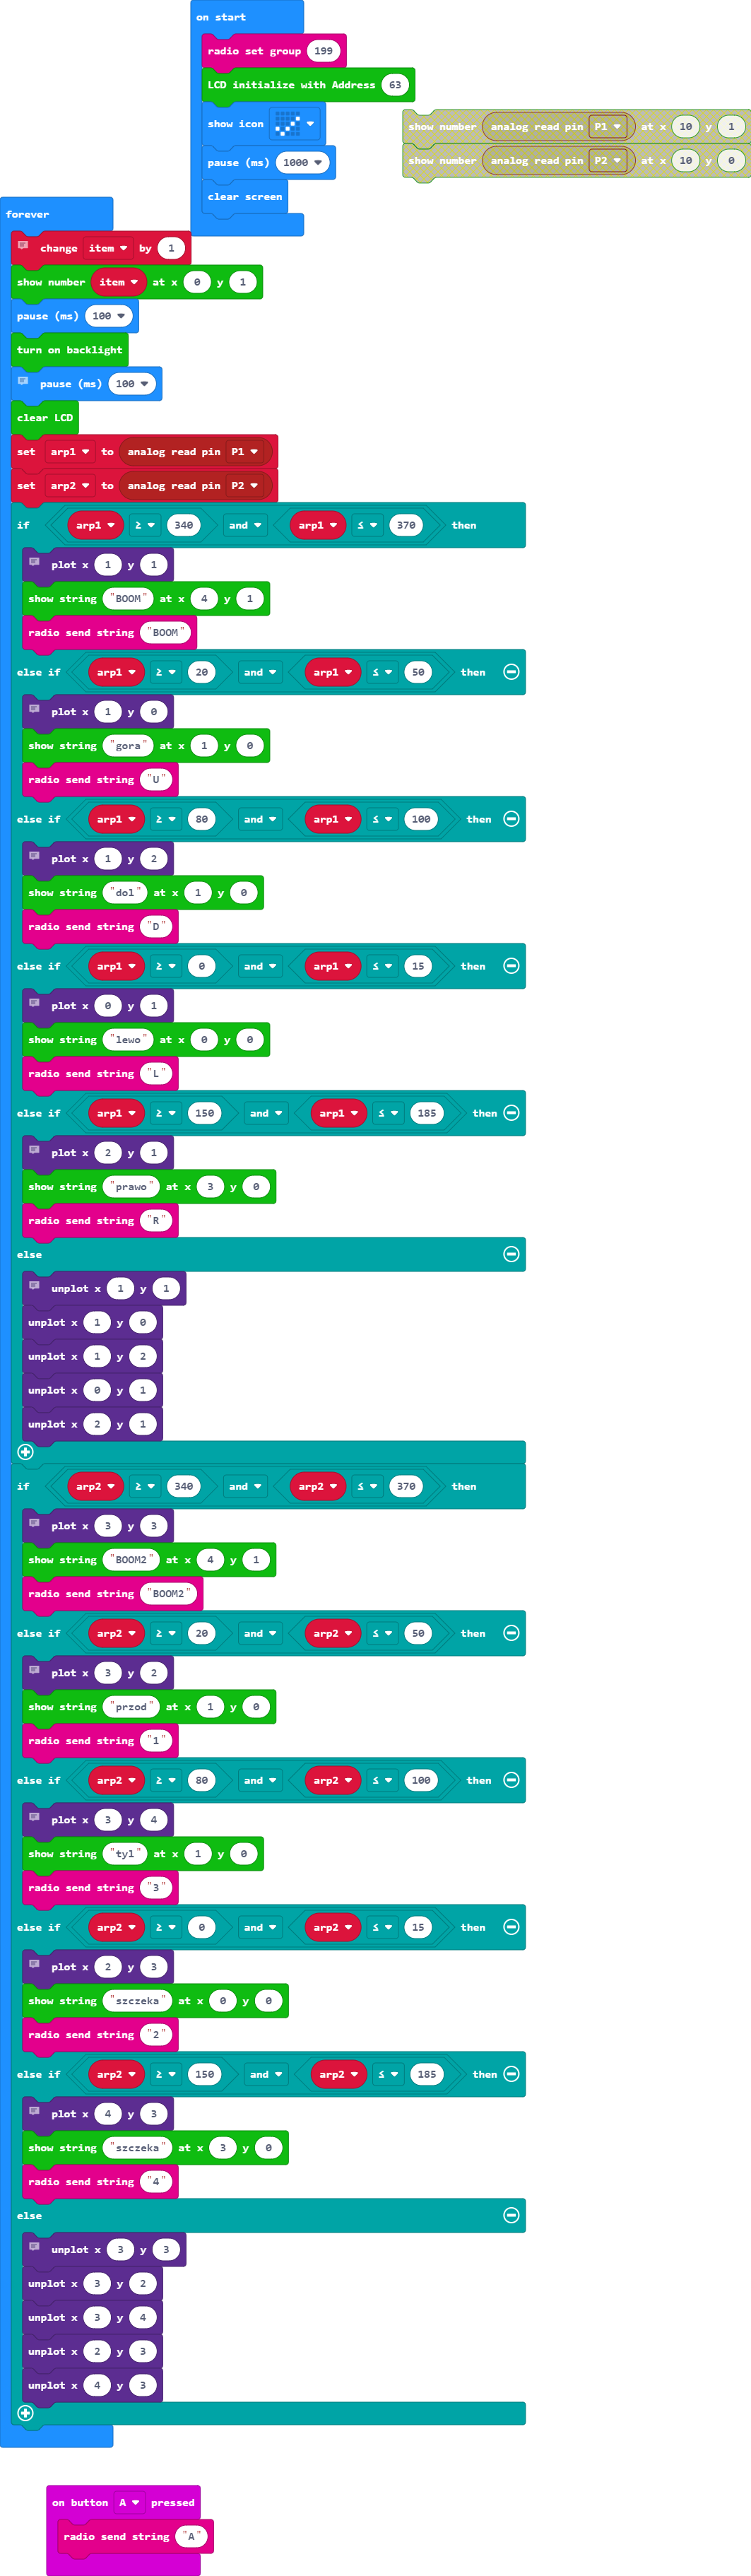 on start
radio set group 199
LCD initialize with Address 63
show icon
pause (ms) 1000
clear screen
show number analog read pin P1 at x 10 y 1
show number analog read pin P2 at x 10 y 0
forever
change item by 1
show number item at x 0 y 1
pause (ms) 100
turn on backlight
pause (ms) 100
clear LCD
set arp1 to analog read pin P1
set arp2 to analog read pin P2
if arp1 ≥ 340 and arp1 ≤ 370 then
plot x 1 y 1
show string "BOOM" at x 4 y 1
radio send string "BOOM"
else if arp1 ≥ 20 and arp1 ≤ 50 then
plot x 1 y 0
show string "gora" at x 1 y 0
radio send string "U"
else if arp1 ≥ 80 and arp1 ≤ 100 then
plot x 1 y 2
show string "dol" at x 1 y 0
radio send string "D"
else if arp1 ≥ 0 and arp1 ≤ 15 then
plot x 0 y 1
show string "lewo" at x 0 y 0
radio send string "L"
else if arp1 ≥ 150 and arp1 ≤ 185 then
plot x 2 y 1
show string "prawo" at x 3 y 0
radio send string "R"
else
unplot x 1 y 1
unplot x 1 y 0
unplot x 1 y 2
unplot x 0 y 1
unplot x 2 y 1
if arp2 ≥ 340 and arp2 ≤ 370 then
plot x 3 y 3
show string "BOOM2" at x 4 y 1
radio send string "BOOM2"
else if arp2 ≥ 20 and arp2 ≤ 50 then
plot x 3 y 2
show string "przod" at x 1 y 0
radio send string "1"
else if arp2 ≥ 80 and arp2 ≤ 100 then
plot x 3 y 4
show string "tyl" at x 1 y 0
radio send string "3"
else if arp2 ≥ 0 and arp2 ≤ 15 then
plot x 2 y 3
show string "szczeka" at x 0 y 0
radio send string "2"
else if arp2 ≥ 150 and arp2 ≤ 185 then
plot x 4 y 3
show string "szczeka" at x 3 y 0
radio send string "4"
else
unplot x 3 y 3
unplot x 3 y 2
unplot x 3 y 4
unplot x 2 y 3
unplot x 4 y 3
on button A pressed
radio send string "A"